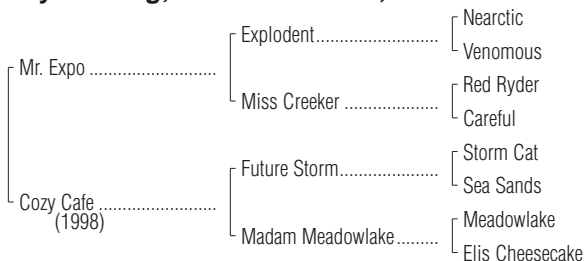 Nearctic
Explodent
Venomous
Mr. Expo
Red Ryder
Miss Creeker
Careful
Storm Cat
Future Storm
Sea Sands
Cozy Cafe
(1998)
Meadowlake
Madam Meadowlake
Elis Cheesecake